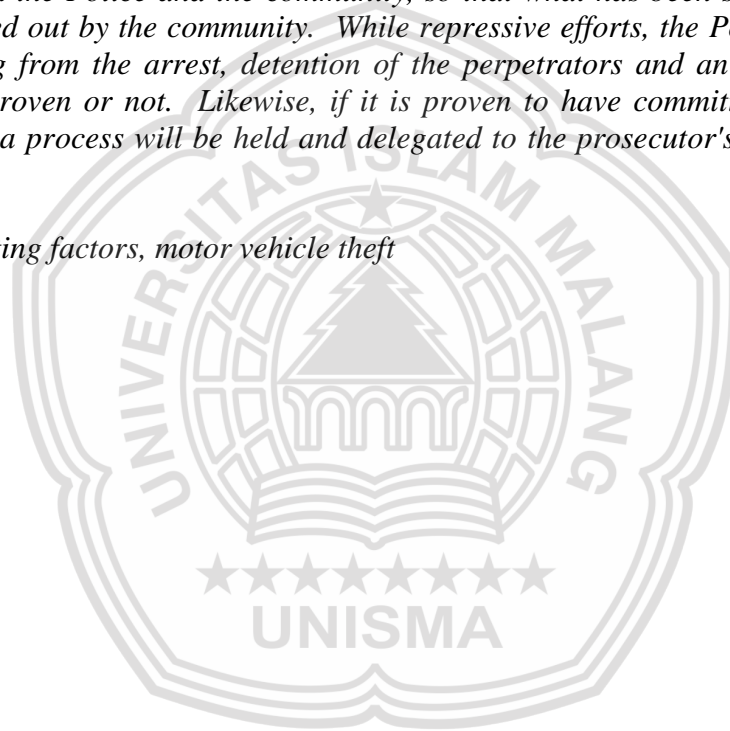 the Police and the community, so that what has been s
ed out by the community. While repressive efforts, the P
g from the arrest, detention of the perpetrators and an
roven or not. Likewise, if it is proven to have commit
a process will be held and delegated to the prosecutor's
ting factors, motor vehicle theft
UNIVERSITAS ISLAM MALANG
UNISMA